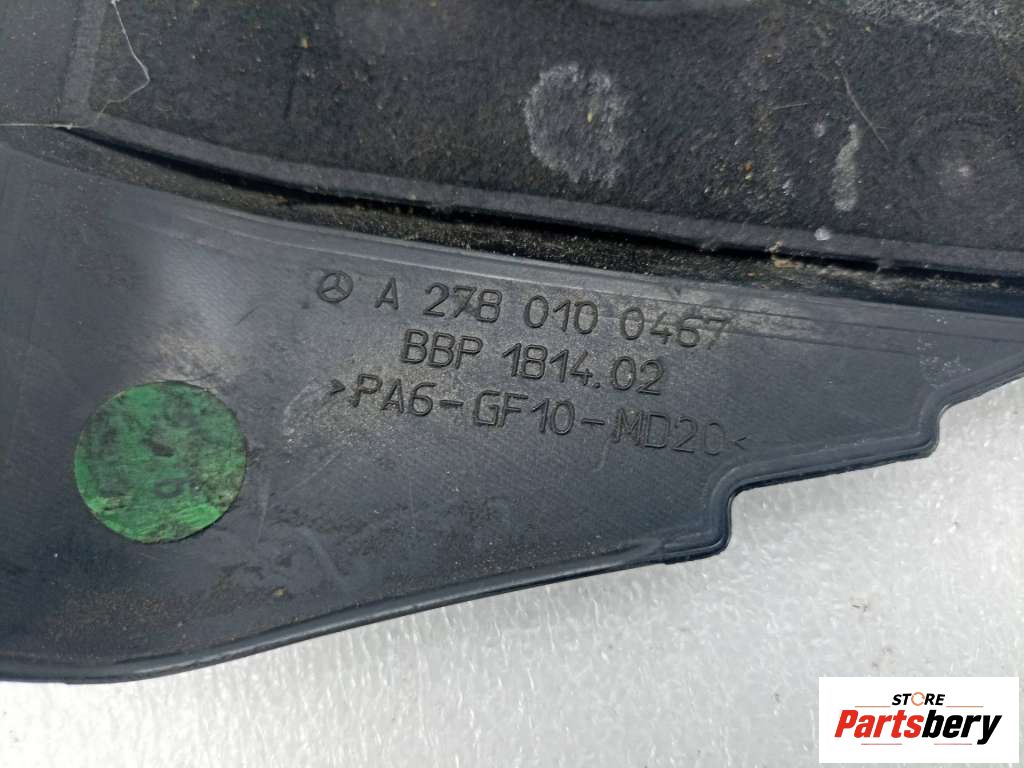 A 278 010 0467
BBP 1814.02
>PA6-GF10-MD20<
STORE
Partsbery